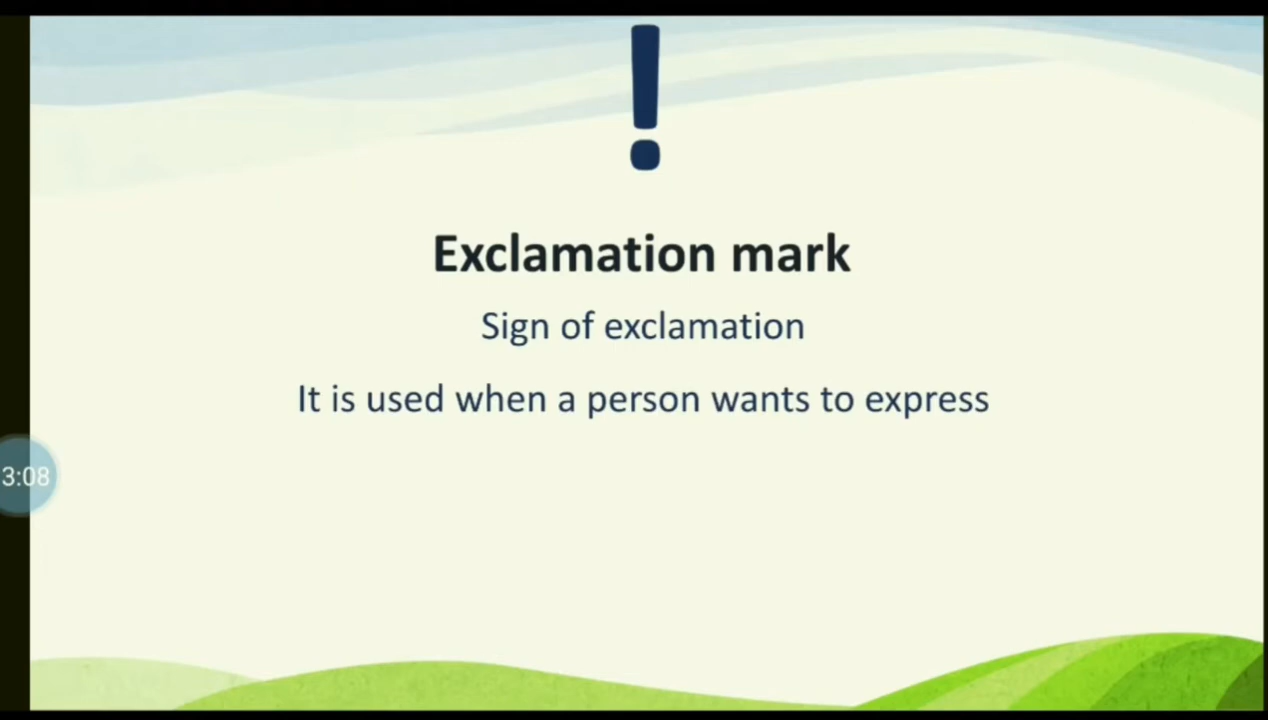 !
Exclamation mark
Sign of exclamation
It is used when a person wants to express
3:08